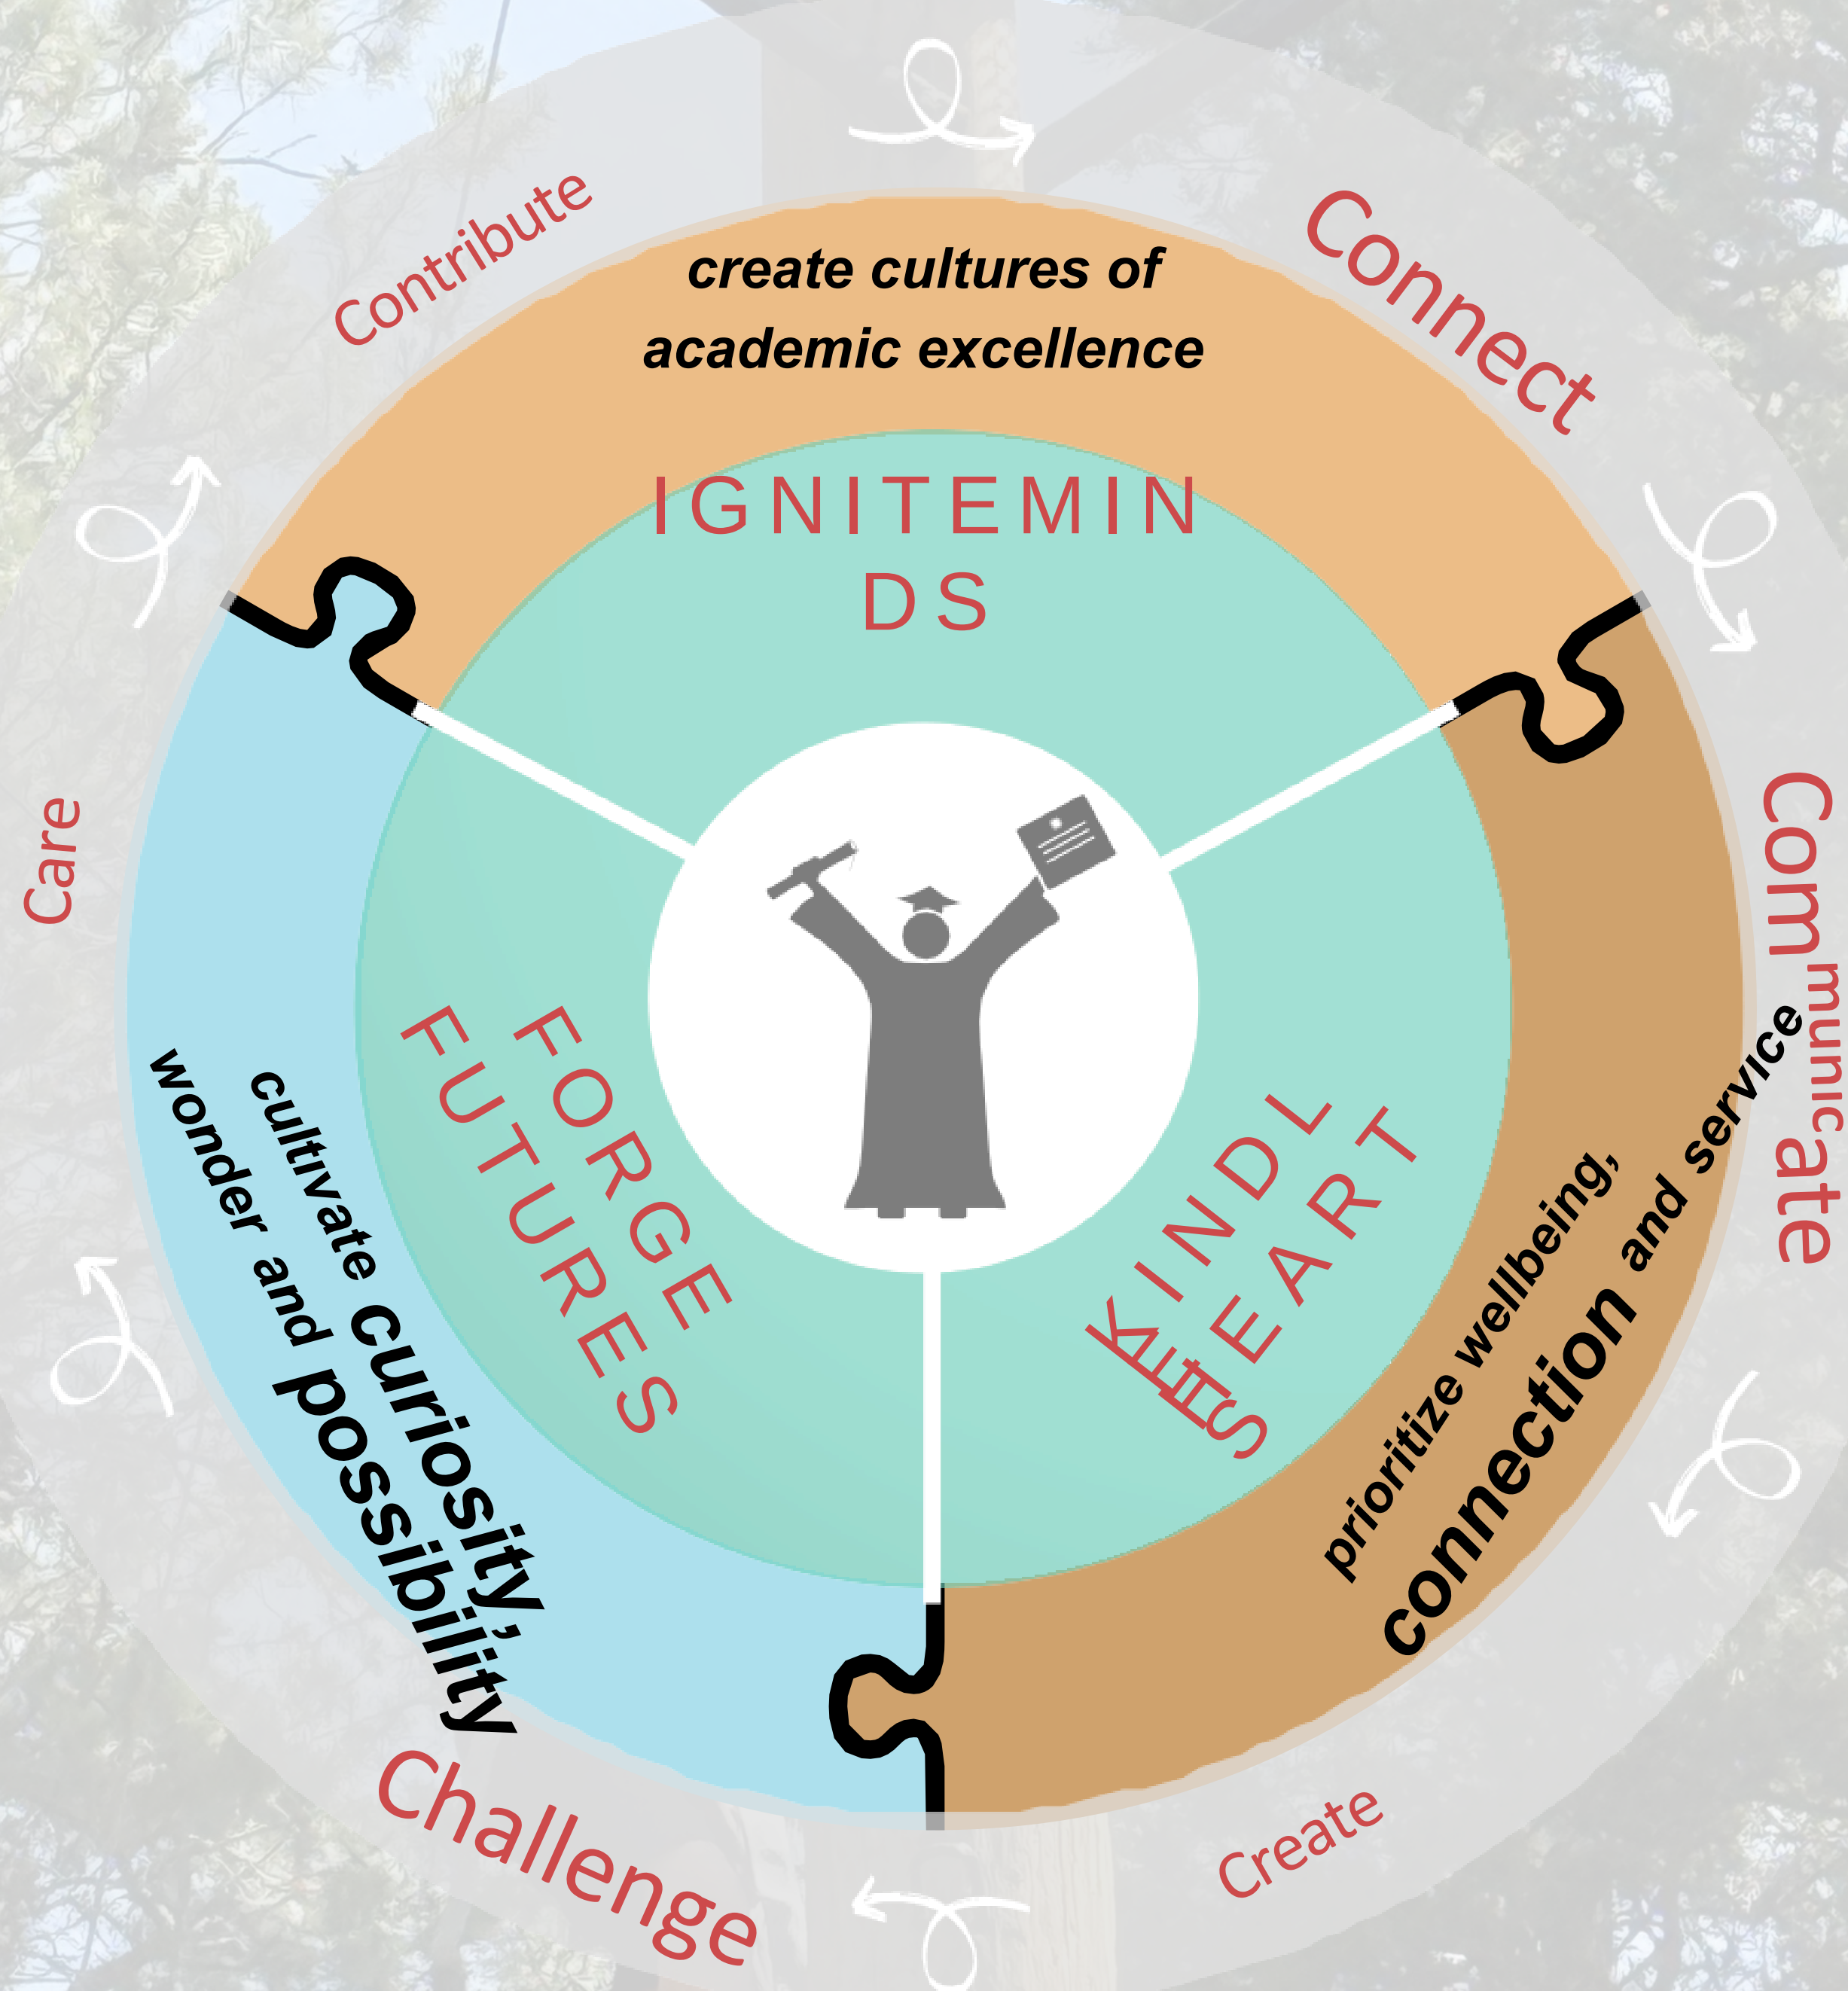 Contribute
Connect
create cultures of
academic excellence
IGNITEMIN
DS
Care
Communicate
FORGE
FUTURES
KINDL
E
HEART
S
cultivate curiosity,
wonder and possibility
prioritize wellbeing,
connection and service
Challenge
Create